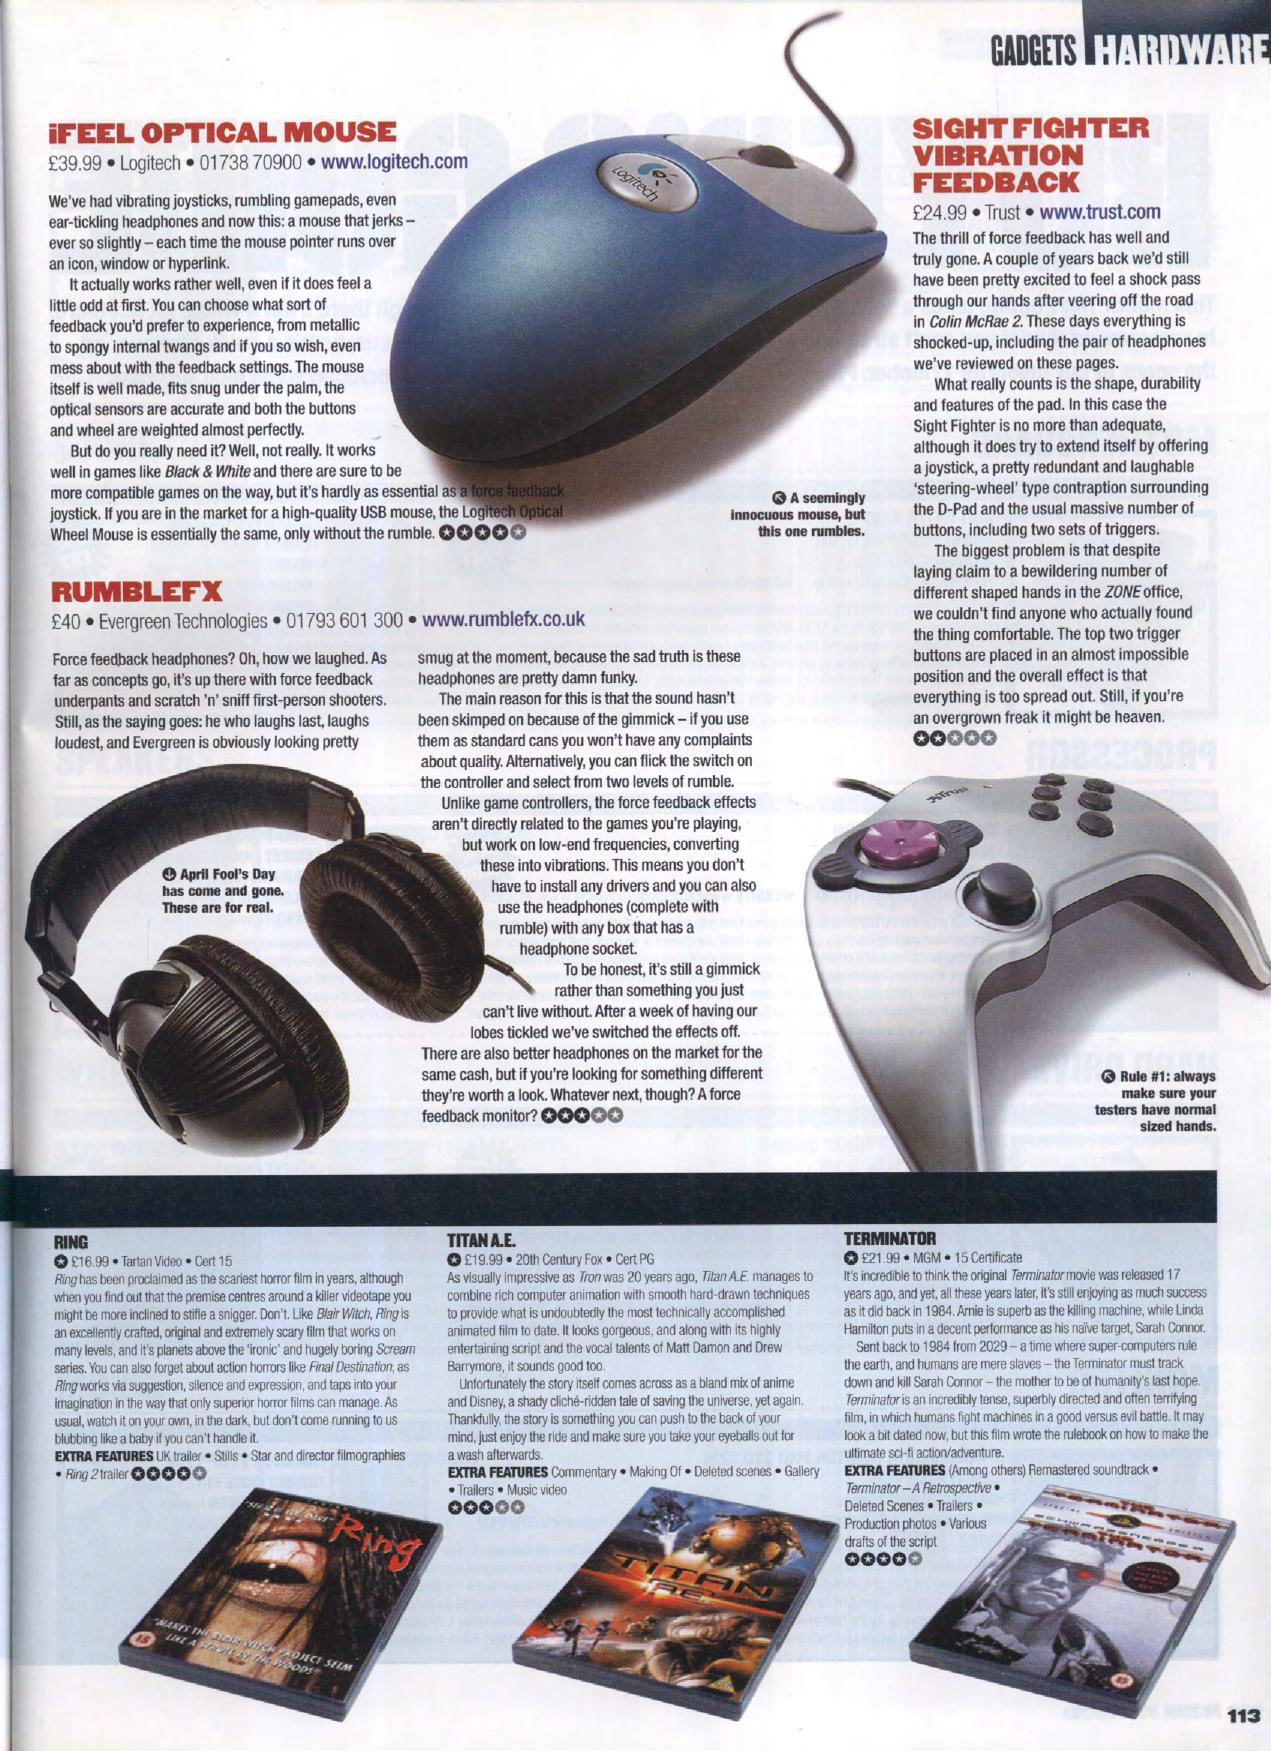 GADGETS HARDWARE
iFEEL OPTICAL MOUSE
£39.99 • Logitech • 01738 70900 • www.logitech.com
We've had vibrating joysticks, rumbling gamepads, even
ear-tickling headphones and now this: a mouse that jerks –
ever so slightly – each time the mouse pointer runs over
an icon, window or hyperlink.
It actually works rather well, even if it does feel a
little odd at first. You can choose what sort of
feedback you'd prefer to experience, from metallic
to spongy internal twangs and if you so wish, even
mess about with the feedback settings. The mouse
itself is well made, fits snug under the palm, the
optical sensors are accurate and both the buttons
and wheel are weighted almost perfectly.
But do you really need it? Well, not really. It works
well in games like Black & White and there are sure to be
more compatible games on the way, but it's hardly as essential as a force feedback
joystick. If you are in the market for a high-quality USB mouse, the Logitech Optical
Wheel Mouse is essentially the same, only without the rumble.
Logitech
A seemingly
innocuous mouse, but
this one rumbles.
SIGHT FIGHTER
VIBRATION
FEEDBACK
£24.99 • Trust • www.trust.com
The thrill of force feedback has well and
truly gone. A couple of years back we'd still
have been pretty excited to feel a shock pass
through our hands after veering off the road
in Colin McRae 2. These days everything is
shocked-up, including the pair of headphones
we've reviewed on these pages.
What really counts is the shape, durability
and features of the pad. In this case the
Sight Fighter is no more than adequate,
although it does try to extend itself by offering
a joystick, a pretty redundant and laughable
'steering-wheel' type contraption surrounding
the D-Pad and the usual massive number of
buttons, including two sets of triggers.
The biggest problem is that despite
laying claim to a bewildering number of
different shaped hands in the ZONE office,
we couldn't find anyone who actually found
the thing comfortable. The top two trigger
buttons are placed in an almost impossible
position and the overall effect is that
everything is too spread out. Still, if you're
an overgrown freak it might be heaven.
Trust
Rule #1: always
make sure your
testers have normal
sized hands.
RUMBLEFX
£40 • Evergreen Technologies • 01793 601 300 • www.rumblefx.co.uk
Force feedback headphones? Oh, how we laughed. As
far as concepts go, it's up there with force feedback
underpants and scratch 'n' sniff first-person shooters.
Still, as the saying goes: he who laughs last, laughs
loudest, and Evergreen is obviously looking pretty
smug at the moment, because the sad truth is these
headphones are pretty damn funky.
The main reason for this is that the sound hasn't
been skimped on because of the gimmick – if you use
them as standard cans you won't have any complaints
about quality. Alternatively, you can flick the switch on
the controller and select from two levels of rumble.
Unlike game controllers, the force feedback effects
aren't directly related to the games you're playing,
but work on low-end frequencies, converting
these into vibrations. This means you don't
have to install any drivers and you can also
use the headphones (complete with
rumble) with any box that has a
headphone socket.
To be honest, it's still a gimmick
rather than something you just
can't live without. After a week of having our
lobes tickled we've switched the effects off.
There are also better headphones on the market for the
same cash, but if you're looking for something different
they're worth a look. Whatever next, though? A force
feedback monitor?
April Fool's Day
has come and gone.
These are for real.
RING
£16.99 • Tartan Video • Cert 15
Ring has been proclaimed as the scariest horror film in years, although
when you find out that the premise centres around a killer videotape you
might be more inclined to stifle a snigger. Don't. Like Blair Witch, Ring is
an excellently crafted, original and extremely scary film that works on
many levels, and it's planets above the 'ironic' and hugely boring Scream
series. You can also forget about action horrors like Final Destination, as
Ring works via suggestion, silence and expression, and taps into your
imagination in the way that only superior horror films can manage. As
usual, watch it on your own, in the dark, but don't come running to us
blubbing like a baby if you can't handle it.
EXTRA FEATURES UK trailer • Stills • Star and director filmographies
• Ring 2 trailer
Ring
"MAKES THE BLAIR WITCH PROJECT SEEM
LIKE A STROLL IN THE WOODS"
15
TITAN A.E.
£19.99 • 20th Century Fox • Cert PG
As visually impressive as Tron was 20 years ago, Titan A.E. manages to
combine rich computer animation with smooth hard-drawn techniques
to provide what is undoubtedly the most technically accomplished
animated film to date. It looks gorgeous, and along with its highly
entertaining script and the vocal talents of Matt Damon and Drew
Barrymore, it sounds good too.
Unfortunately the story itself comes across as a bland mix of anime
and Disney, a shady cliché-ridden tale of saving the universe, yet again.
Thankfully, the story is something you can push to the back of your
mind, just enjoy the ride and make sure you take your eyeballs out for
a wash afterwards.
EXTRA FEATURES Commentary • Making Of • Deleted scenes • Gallery
• Trailers • Music video
TITAN
A.E.
TERMINATOR
£21.99 • MGM • 15 Certificate
It's incredible to think the original Terminator movie was released 17
years ago, and yet, all these years later, it's still enjoying as much success
as it did back in 1984. Arnie is superb as the killing machine, while Linda
Hamilton puts in a decent performance as his naïve target, Sarah Connor.
Sent back to 1984 from 2029 – a time where super-computers rule
the earth, and humans are mere slaves – the Terminator must track
down and kill Sarah Connor – the mother to be of humanity's last hope.
Terminator is an incredibly tense, superbly directed and often terrifying
film, in which humans fight machines in a good versus evil battle. It may
look a bit dated now, but this film wrote the rulebook on how to make the
ultimate sci-fi action/adventure.
EXTRA FEATURES (Among others) Remastered soundtrack •
Terminator – A Retrospective •
Deleted Scenes • Trailers •
Production photos • Various
drafts of the script
SPECIAL EDITION
SCHWARZENEGGER
15
113